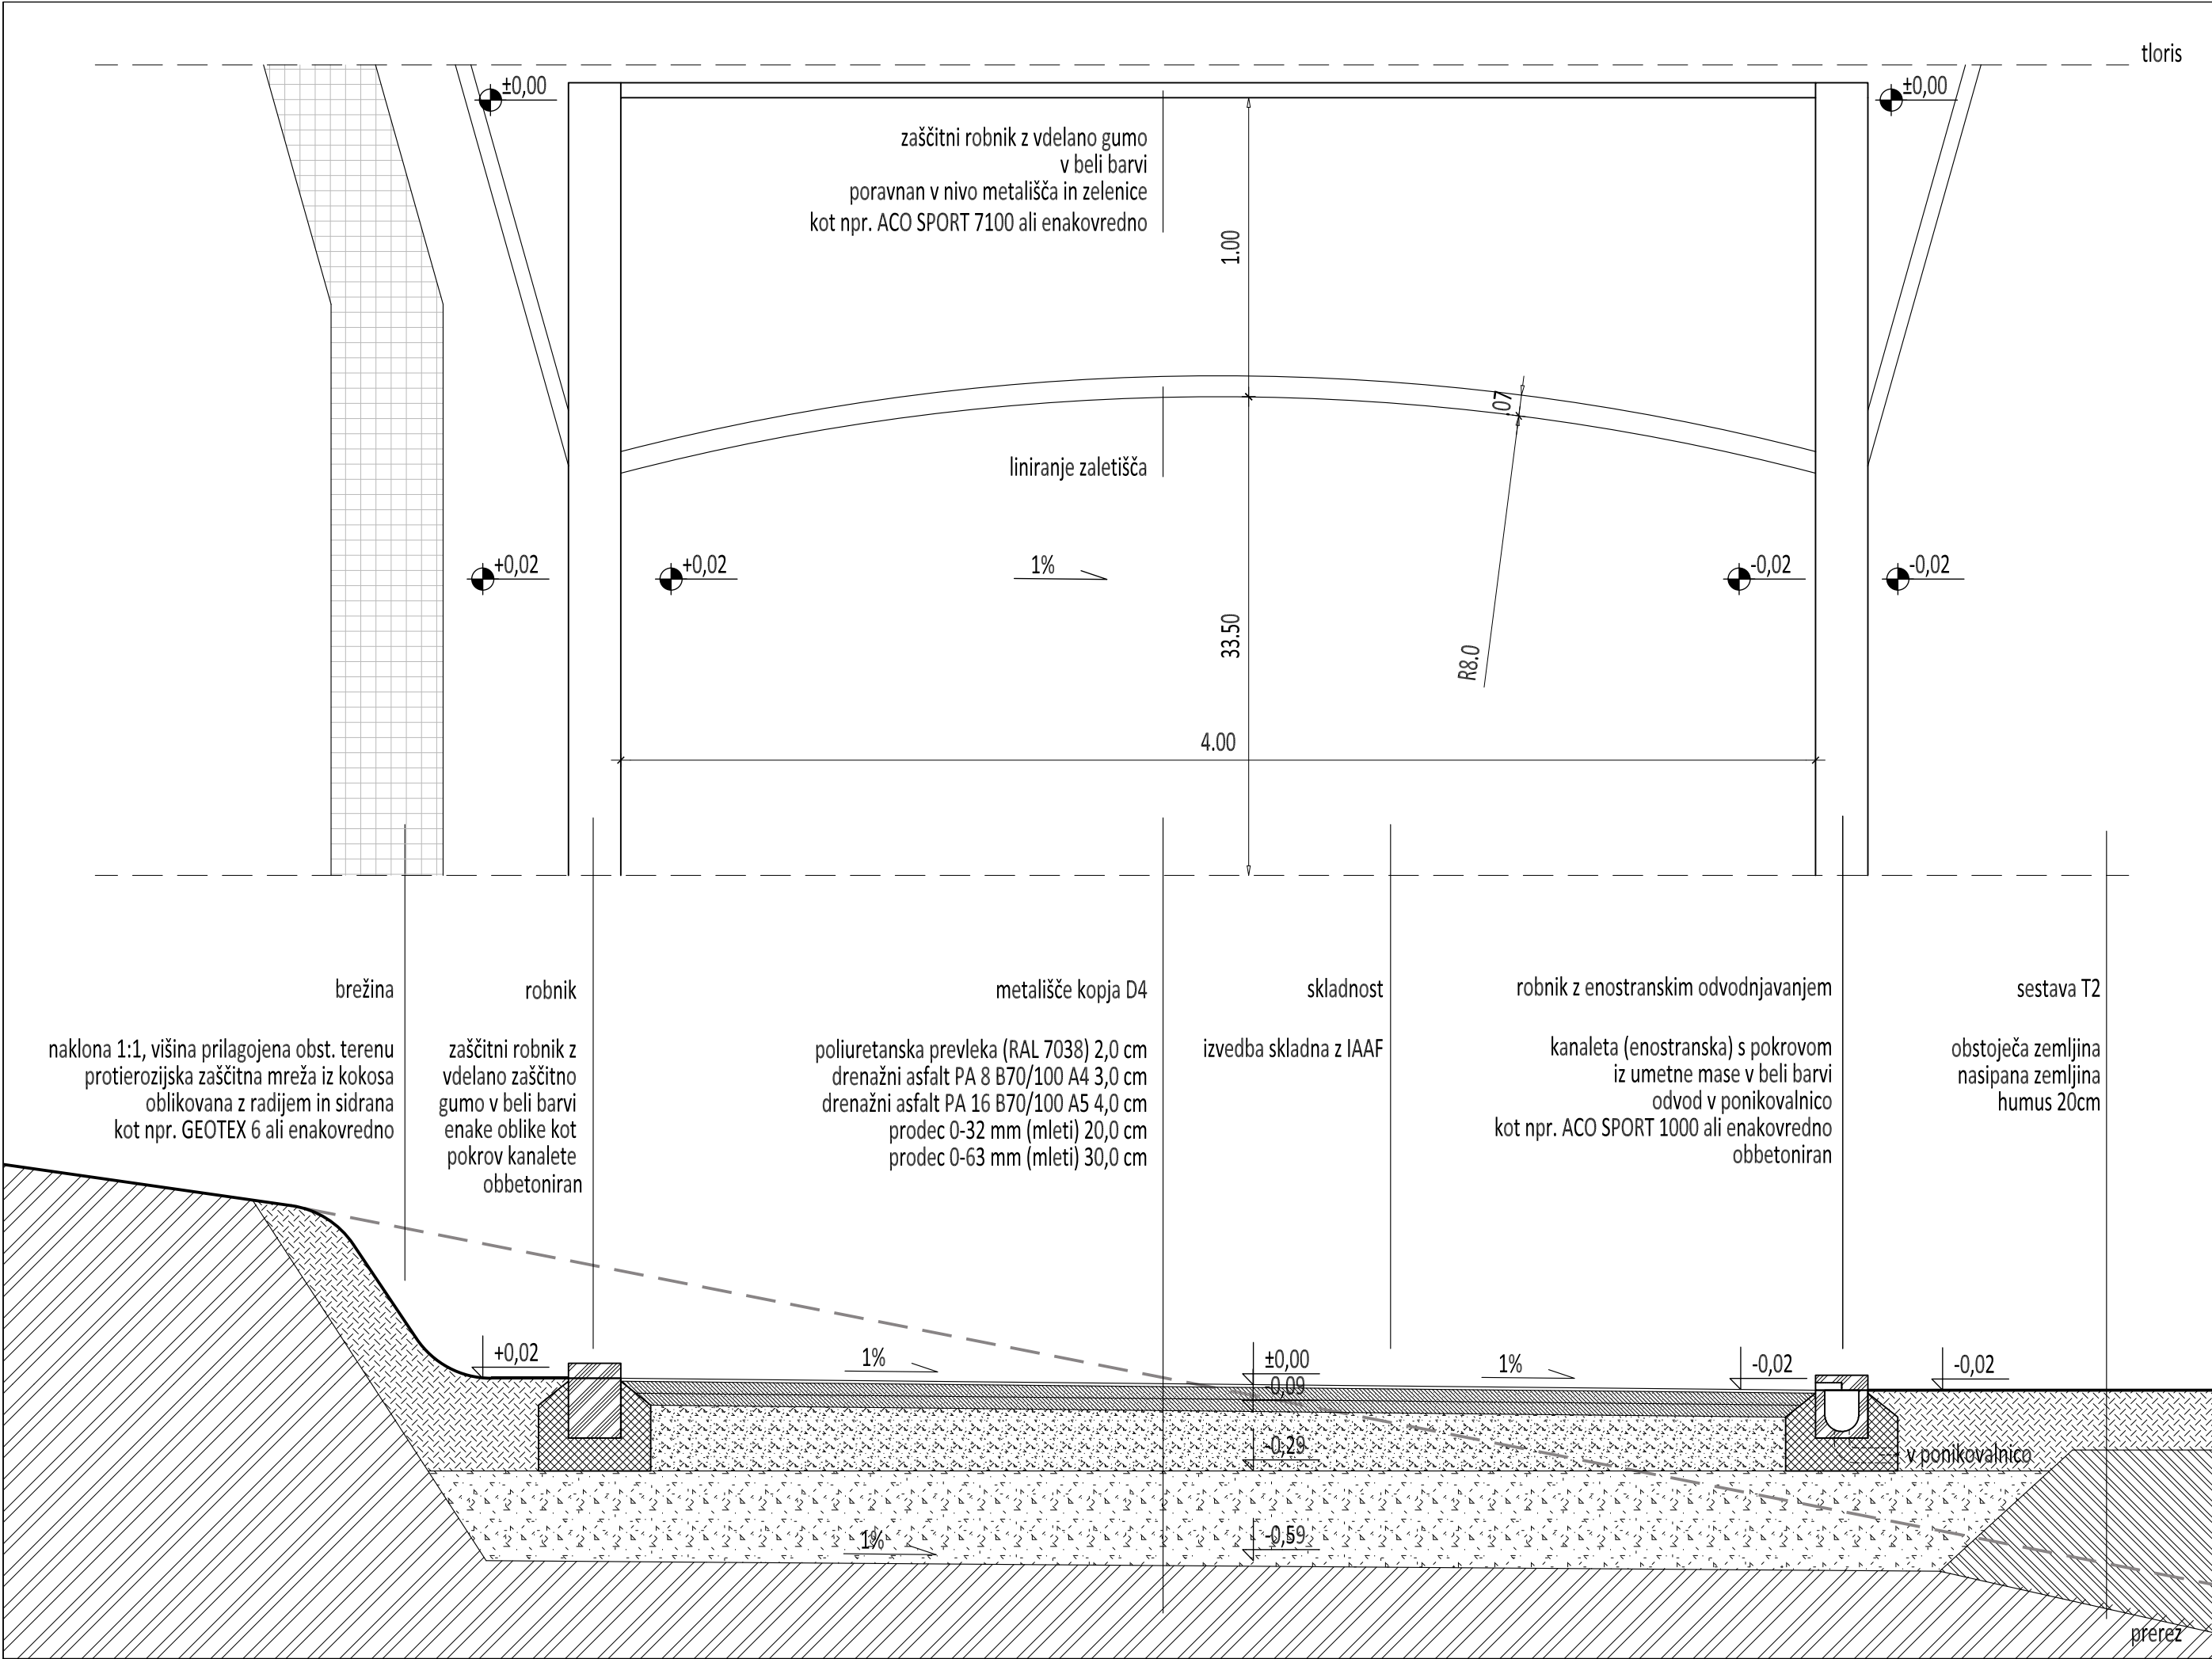 tloris
±0,00
±0,00
zaščitni robnik z vdelano gumo
v beli barvi
poravnan v nivo metališča in zelenice
kot npr. ACO SPORT 7100 ali enakovredno
1.00
.07
liniranje zaletišča
+0,02
+0,02
1%
-0,02
-0,02
33.50
R8.0
4.00
brežina
naklona 1:1, višina prilagojena obst. terenu
protierozijska zaščitna mreža iz kokosa
oblikovana z radijem in sidrana
kot npr. GEOTEX 6 ali enakovredno
robnik
zaščitni robnik z
vdelano zaščitno
gumo v beli barvi
enake oblike kot
pokrov kanalete
obbetoniran
metališče kopja D4
poliuretanska prevleka (RAL 7038) 2,0 cm
drenažni asfalt PA 8 B70/100 A4 3,0 cm
drenažni asfalt PA 16 B70/100 A5 4,0 cm
prodec 0-32 mm (mleti) 20,0 cm
prodec 0-63 mm (mleti) 30,0 cm
skladnost
izvedba skladna z IAAF
robnik z enostranskim odvodnjavanjem
kanaleta (enostranska) s pokrovom
iz umetne mase v beli barvi
odvod v ponikovalnico
kot npr. ACO SPORT 1000 ali enakovredno
obbetoniran
sestava T2
obstoječa zemljina
nasipana zemljina
humus 20cm
+0,02
1%
±0,00
1%
-0,02
-0,02
-0,09
-0,29
v ponikovalnico
1%
-0,59
prerez